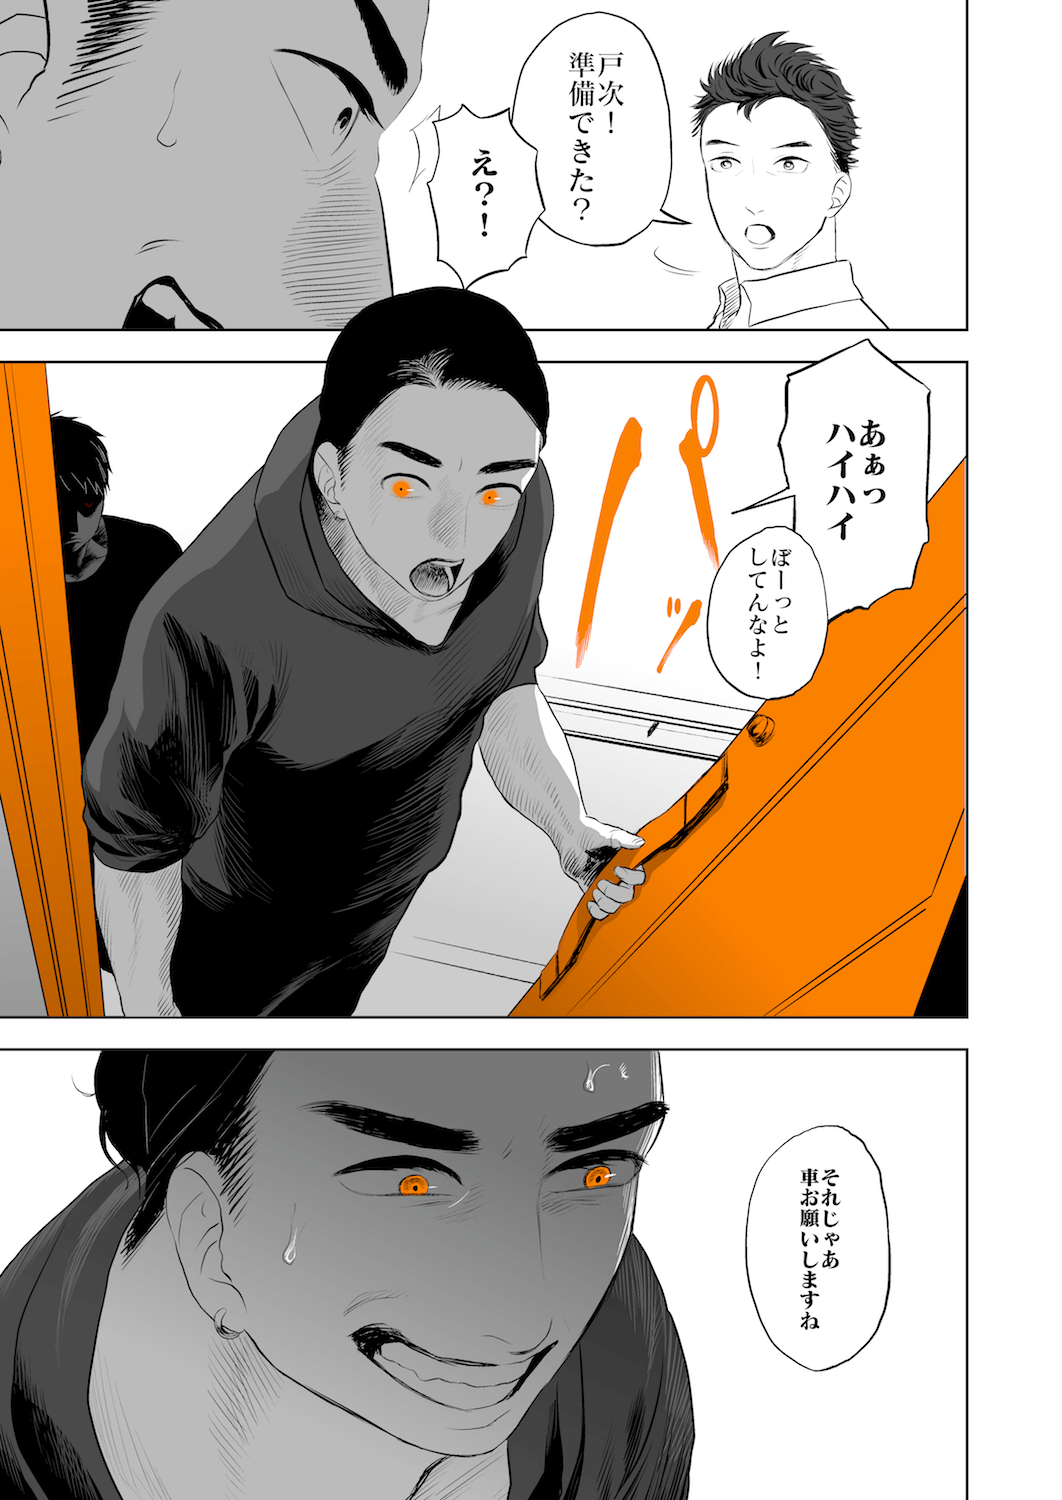 戸次！
準備できた？
え？！
あぁっ
ハイハイ
ぼーっと
してんなよ！
パッ
それじゃあ
車お願いしますね